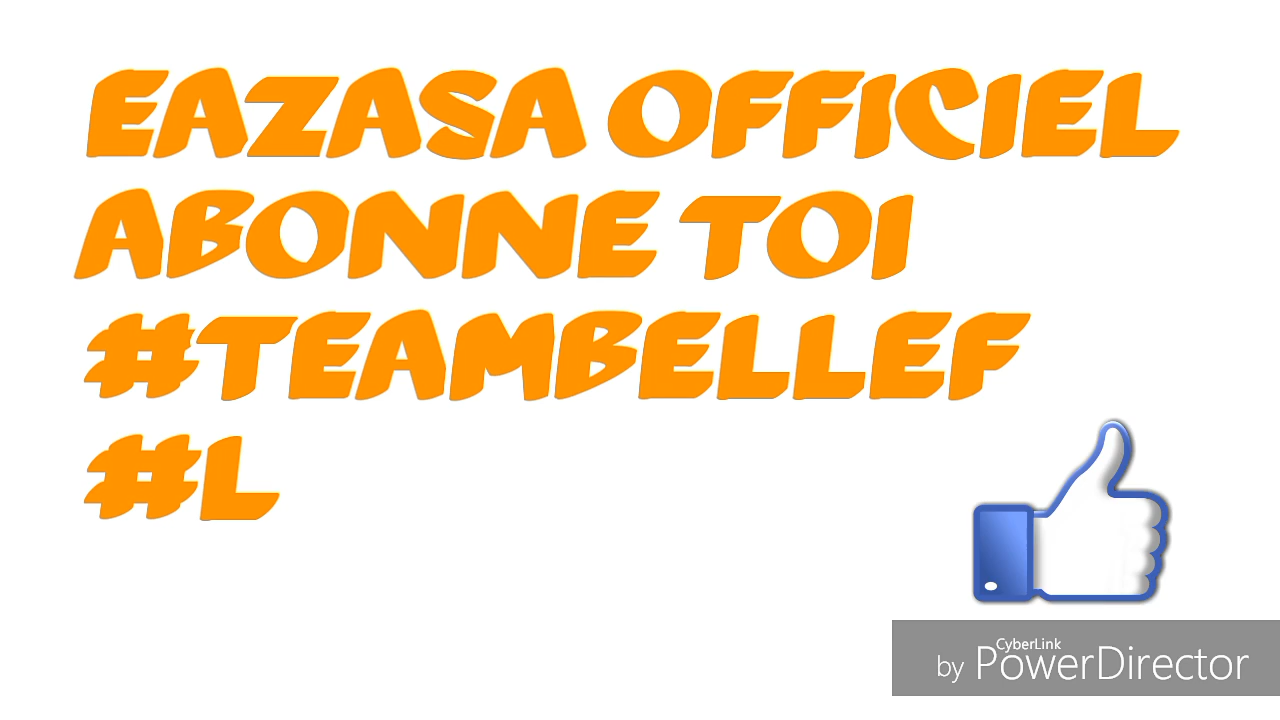 EAZASA OFFICIEL
ABONNE TOI
#TEAMBELLEF
#L
CyberLink
by PowerDirector